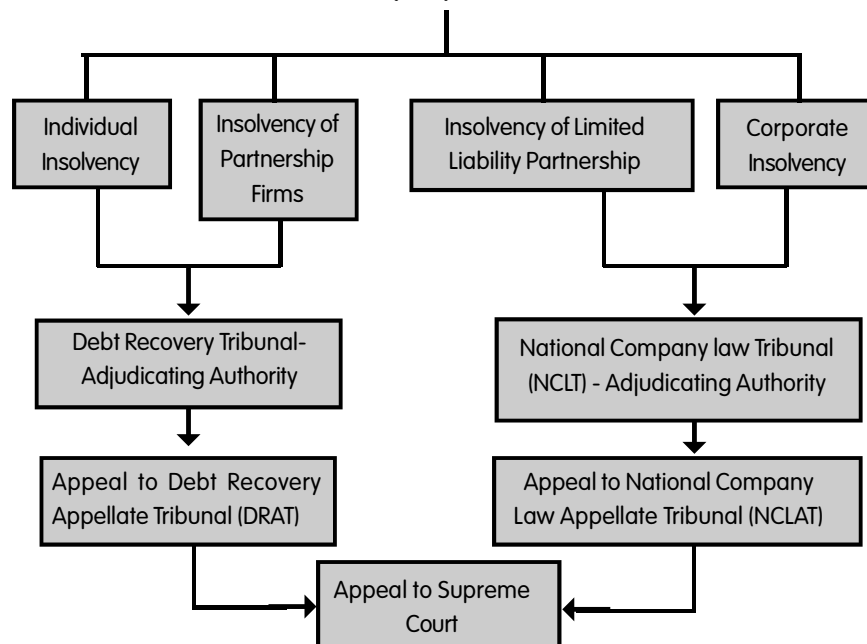 Individual
Insolvency
Insolvency of
Partnership
Firms
Insolvency of Limited
Liability Partnership
Corporate
Insolvency
Debt Recovery Tribunal-
Adjudicating Authority
National Company law Tribunal
(NCLT) - Adjudicating Authority
Appeal to Debt Recovery
Appellate Tribunal (DRAT)
Appeal to National Company
Law Appellate Tribunal (NCLAT)
Appeal to Supreme
Court